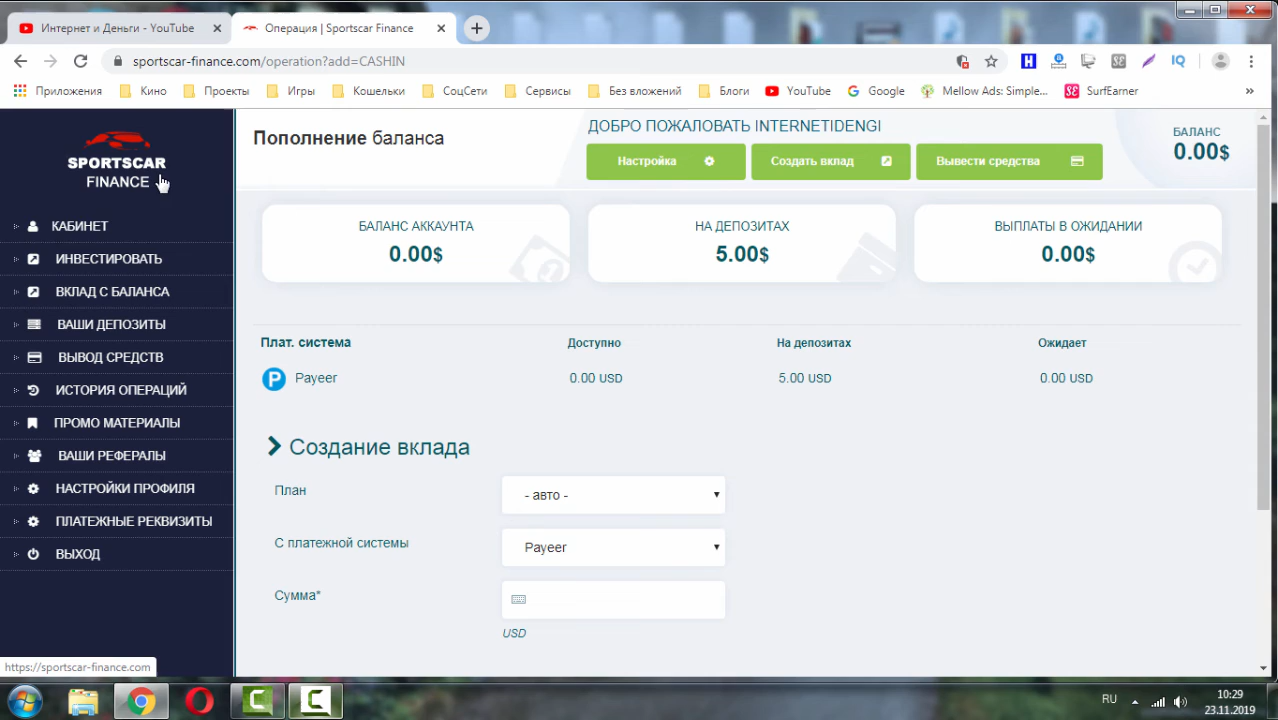 Интернет и Деньги - YouTube
Операция | Sportscar Finance
sportscar-finance.com/operation?add=CASHIN
Приложения Кино Проекты Игры Кошельки СоцСети Сервисы Без вложений Блоги YouTube Google Mellow Ads: Simple... SurfEarner
SPORTSCAR
FINANCE
КАБИНЕТ
ИНВЕСТИРОВАТЬ
ВКЛАД С БАЛАНСА
ВАШИ ДЕПОЗИТЫ
ВЫВОД СРЕДСТВ
ИСТОРИЯ ОПЕРАЦИЙ
ПРОМО МАТЕРИАЛЫ
ВАШИ РЕФЕРАЛЫ
НАСТРОЙКИ ПРОФИЛЯ
ПЛАТЕЖНЫЕ РЕКВИЗИТЫ
ВЫХОД
https://sportscar-finance.com
Пополнение баланса
ДОБРО ПОЖАЛОВАТЬ INTERNETIDENGI
Настройка
Создать вклад
Вывести средства
БАЛАНС
0.00$
БАЛАНС АККАУНТА
0.00$
НА ДЕПОЗИТАХ
5.00$
ВЫПЛАТЫ В ОЖИДАНИИ
0.00$
Плат. система Доступно На депозитах Ожидает
Payeer 0.00 USD 5.00 USD 0.00 USD
Создание вклада
План
- авто -
С платежной системы
Payeer
Сумма*
USD
RU
10:29
23.11.2019